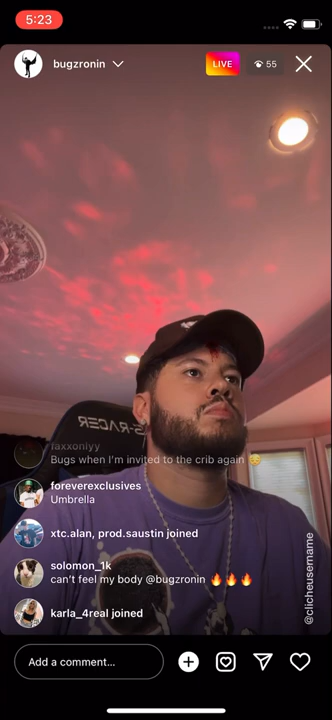 5:23
bugzronin
LIVE
55
S-RACER
faxxoniyy
Bugs when I'm invited to the crib again 😏
foreverexclusives
Umbrella
xtc.alan, prod.saustin joined
solomon_1k
can't feel my body @bugzronin 🔥🔥🔥
karla_4real joined
@clicheusername
Add a comment...